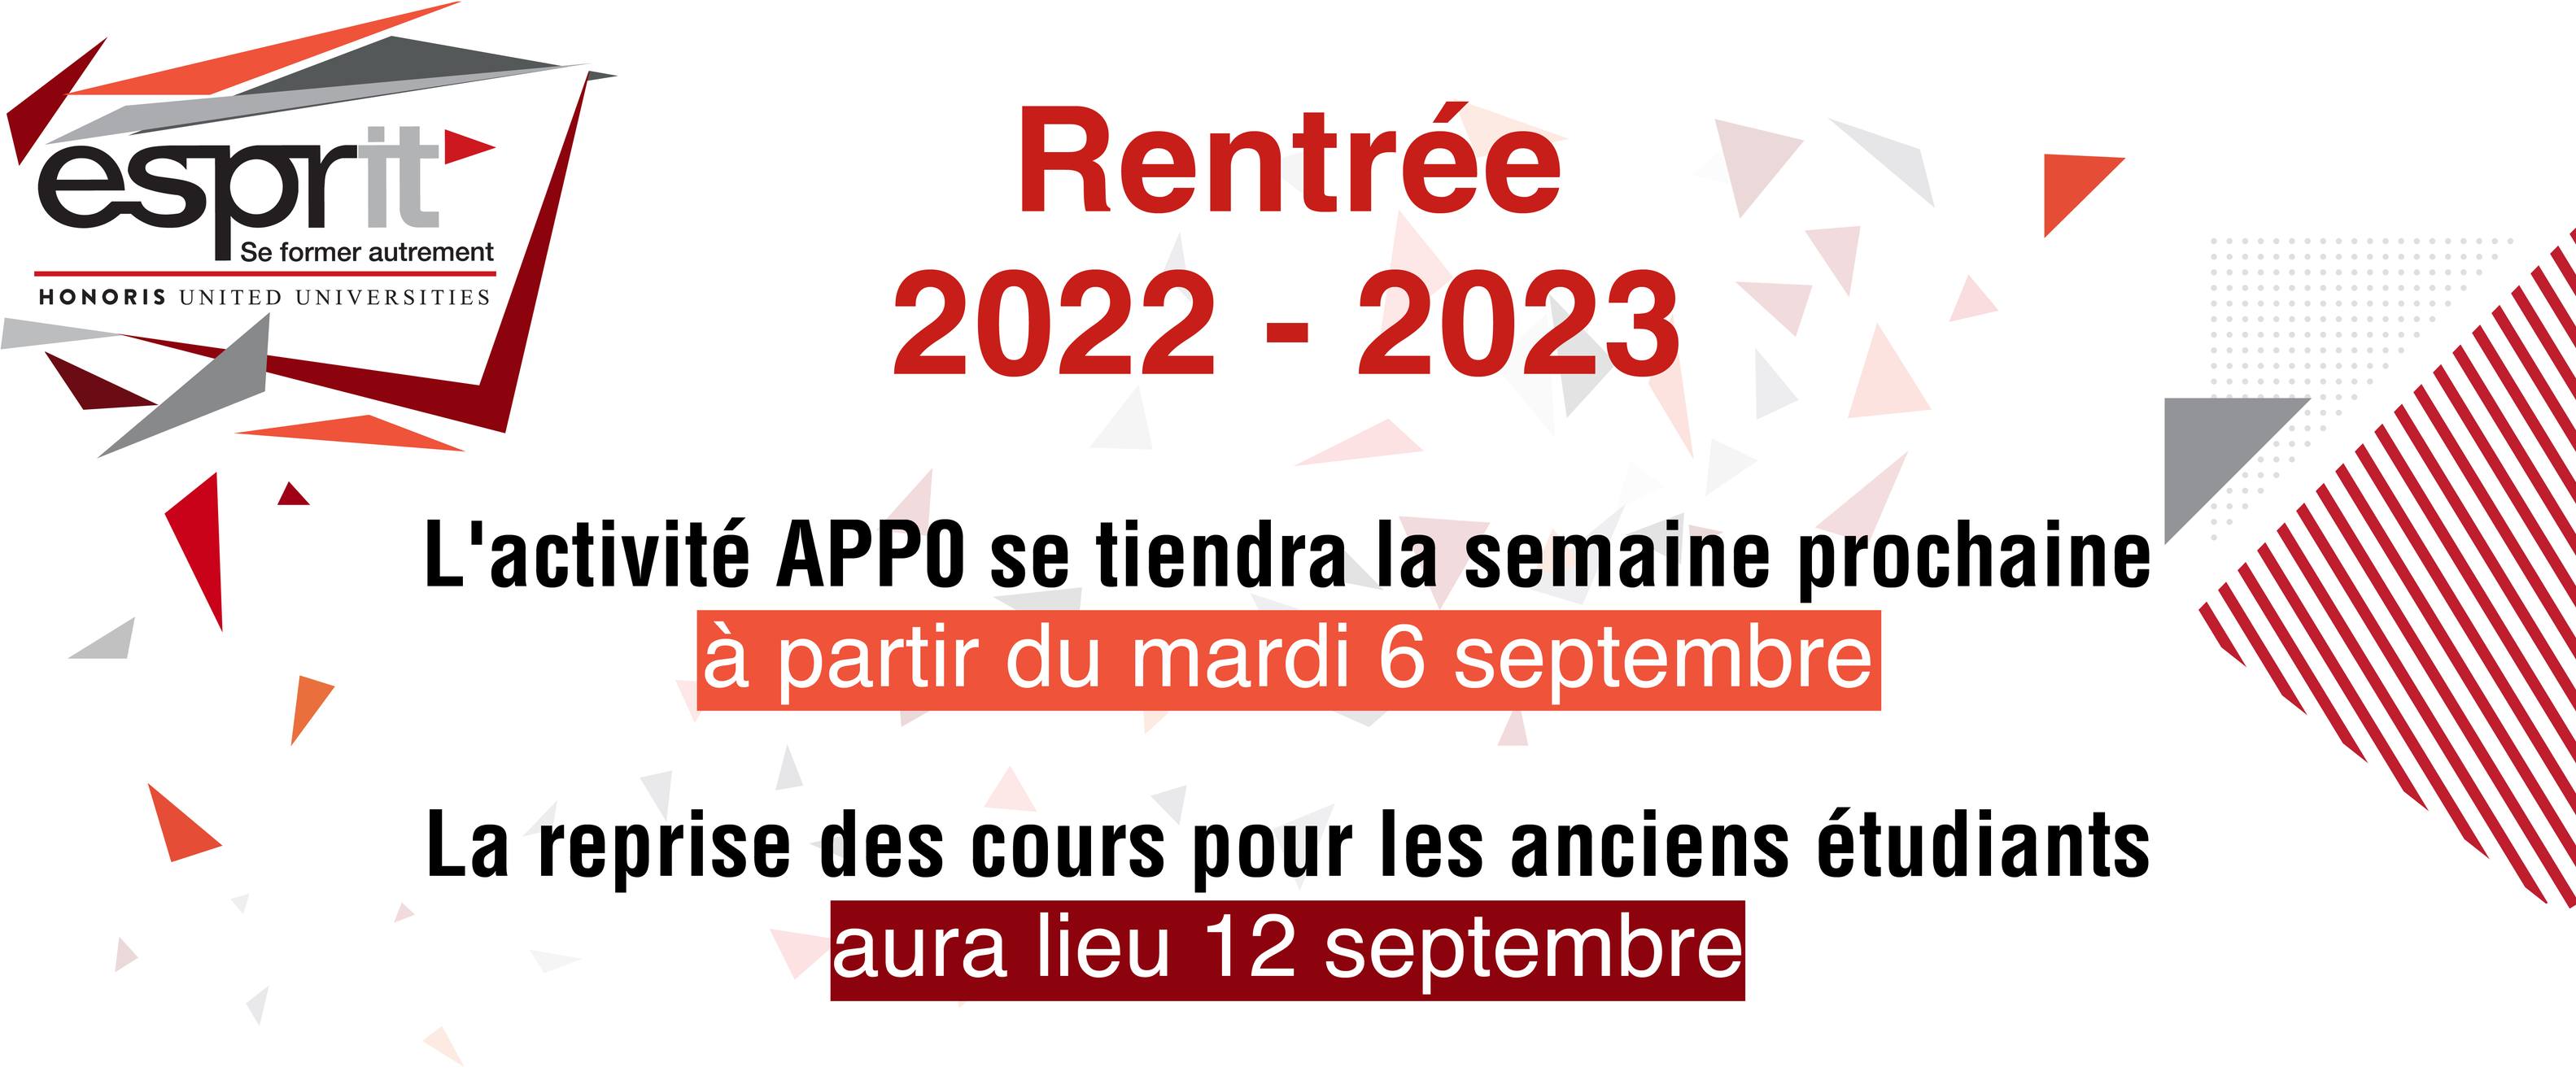 esprit
Se former autrement
HONORIS UNITED UNIVERSITIES
Rentrée
2022 - 2023
L'activité APP0 se tiendra la semaine prochaine
à partir du mardi 6 septembre
La reprise des cours pour les anciens étudiants
aura lieu 12 septembre